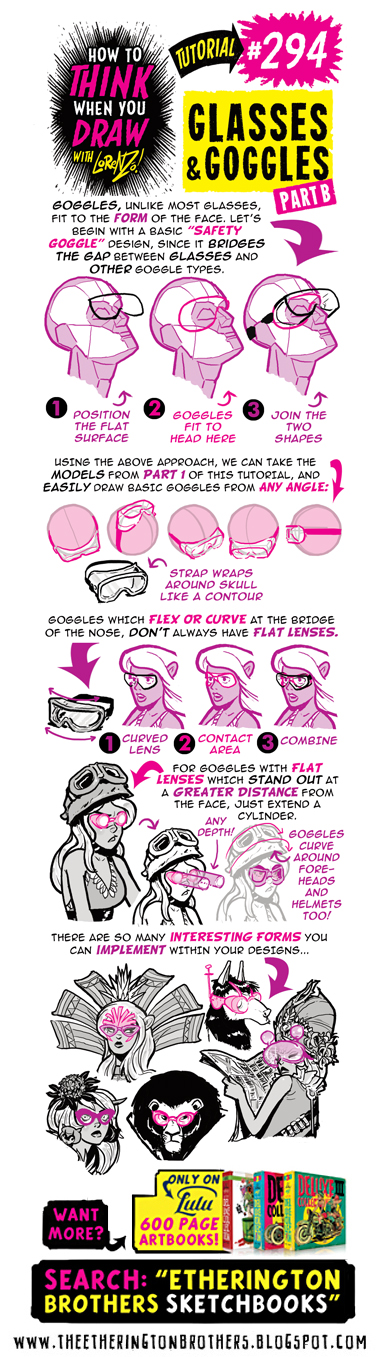 HOW TO
THINK
WHEN YOU
DRAW
WITH LORENZO!
TUTORIAL
#294
GLASSES
& GOGGLES
PART B
GOGGLES, UNLIKE MOST GLASSES,
FIT TO THE FORM OF THE FACE. LET'S
BEGIN WITH A BASIC "SAFETY
GOGGLE" DESIGN, SINCE IT BRIDGES
THE GAP BETWEEN GLASSES AND
OTHER GOGGLE TYPES.
1 POSITION
THE FLAT
SURFACE
2 GOGGLES
FIT TO
HEAD HERE
3 JOIN THE
TWO
SHAPES
USING THE ABOVE APPROACH, WE CAN TAKE THE
MODELS FROM PART 1 OF THIS TUTORIAL, AND
EASILY DRAW BASIC GOGGLES FROM ANY ANGLE:
STRAP WRAPS
AROUND SKULL
LIKE A CONTOUR
GOGGLES WHICH FLEX OR CURVE AT THE BRIDGE
OF THE NOSE, DON'T ALWAYS HAVE FLAT LENSES.
1 CURVED
LENS
2 CONTACT
AREA
3 COMBINE
FOR GOGGLES WITH FLAT
LENSES WHICH STAND OUT AT
A GREATER DISTANCE FROM
THE FACE, JUST EXTEND A
CYLINDER.
ANY
DEPTH!
GOGGLES
CURVE
AROUND
FORE-
HEADS
AND
HELMETS
TOO!
THERE ARE SO MANY INTERESTING FORMS YOU
CAN IMPLEMENT WITHIN YOUR DESIGNS...
WANT
MORE?
ONLY ON
Lulu
600 PAGE
ARTBOOKS!
SEARCH: "ETHERINGTON
BROTHERS SKETCHBOOKS"
WWW.THEETHERINGTONBROTHERS.BLOGSPOT.COM